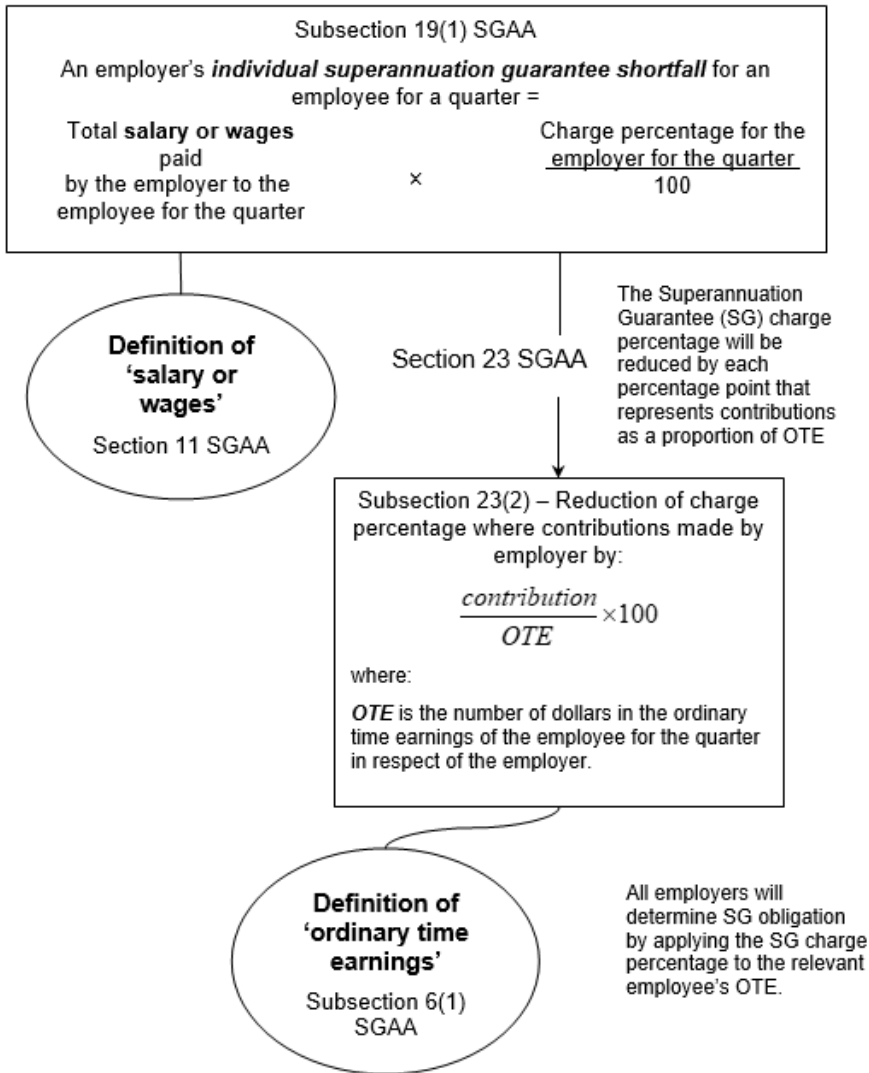 Subsection 19(1) SGAA
An employer's individual superannuation guarantee shortfall for an
employee for a quarter =
Total salary or wages
paid
by the employer to the
employee for the quarter
×
Charge percentage for the
employer for the quarter
100
Definition of
'salary or
wages'
Section 11 SGAA
Section 23 SGAA
The Superannuation
Guarantee (SG) charge
percentage will be
reduced by each
percentage point that
represents contributions
as a proportion of OTE
Subsection 23(2) – Reduction of charge
percentage where contributions made by
employer by:
contribution
OTE
×100
where:
OTE is the number of dollars in the ordinary
time earnings of the employee for the quarter
in respect of the employer.
Definition of
'ordinary time
earnings'
Subsection 6(1)
SGAA
All employers will
determine SG obligation
by applying the SG charge
percentage to the relevant
employee's OTE.